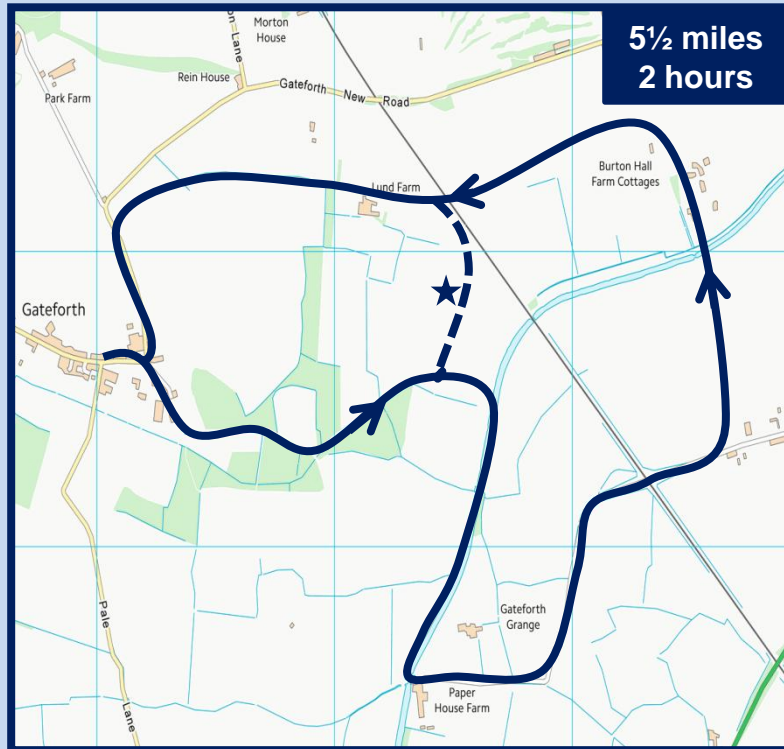 5½ miles
2 hours
Morton
House
Lane
Rein House
Park Farm
Gateforth New Road
Lund Farm
Burton Hall
Farm Cottages
Gateforth
Gateforth
Grange
Pale
Lane
Paper
House Farm